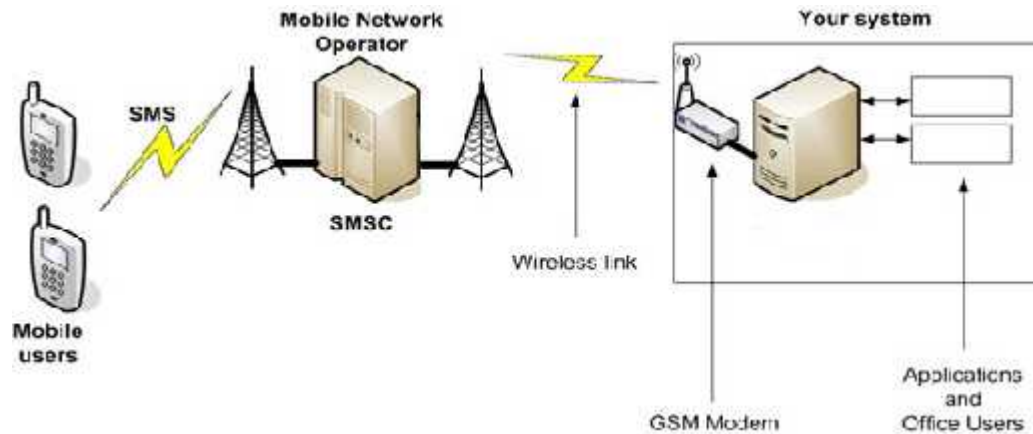 Mobile Network
Operator
Your system
SMS
SMSC
Wireless link
Mobile
users
GSM Modem
Applications
and
Office Users